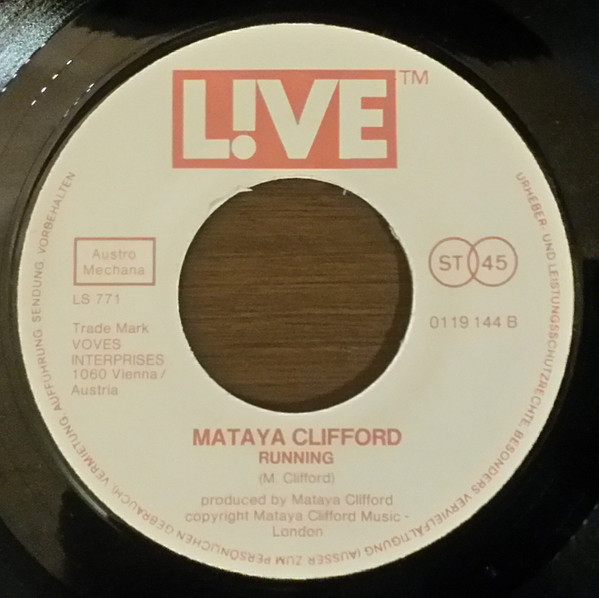 L!VE™
Austro
Mechana
LS 771
Trade Mark
VOVES
INTERPRISES
1060 Vienna /
Austria
ST 45
0119 144 B
MATAYA CLIFFORD
RUNNING
(M. Clifford)
produced by Mataya Clifford
copyright Mataya Clifford Music -
London
URHEBER- UND LEISTUNGSSCHUTZRECHTE, BESONDERS VERVIELFÄLTIGUNG (AUSSER ZUM PERSÖNLICHEN GEBRAUCH), VERMIETUNG, AUFFÜHRUNG, SENDUNG, VORBEHALTEN